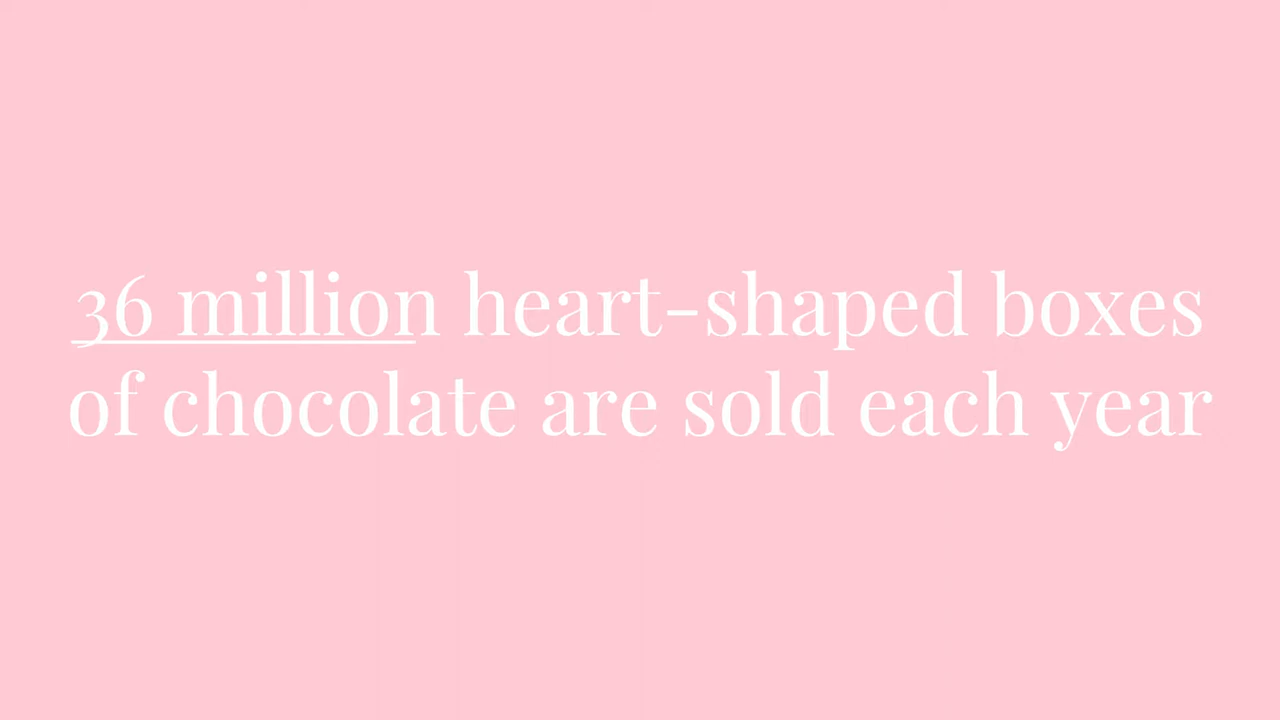 36 million heart-shaped boxes
of chocolate are sold each year